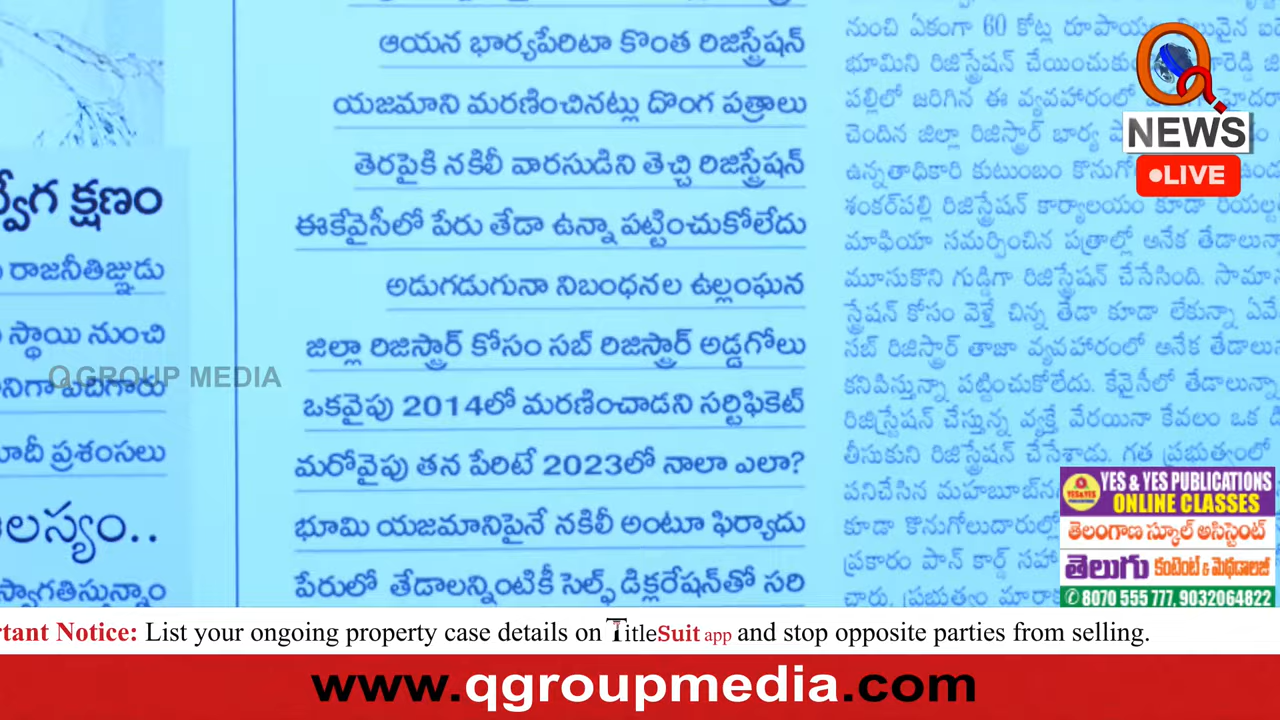 ఆయన భార్యపేరిటా కొంత రిజిస్ట్రేషన్
యజమాని మరణించినట్లు దొంగ పత్రాలు
తెరపైకి నకిలీ వారసుడిని తెచ్చి రిజిస్ట్రేషన్
ఈకేవైసీలో పేరు తేడా ఉన్నా పట్టించుకోలేదు
అడుగడుగునా నిబంధనల ఉల్లంఘన
జిల్లా రిజిస్ట్రార్ కోసం సబ్ రిజిస్ట్రార్ అడ్డగోలు
ఒకవైపు 2014లో మరణించాడని సర్టిఫికెట్
మరోవైపు తన పేరిటే 2023లో నాలా ఎలా?
భూమి యజమానిపైనే నకిలీ అంటూ ఫిర్యాదు
పేరులో తేడాలన్నింటికీ సెల్ఫ్ డిక్లరేషన్‌తో సరి
క్షణం
రాజనీతిజ్ఞుడు
స్థాయి నుంచి
ఎదిగారు
ప్రశంసలు
స్వాగతిస్తున్నాం
నుంచి ఏకంగా 60 కోట్ల రూపాయల
భూమిని రిజిస్ట్రేషన్
పల్లిలో జరిగిన ఈ వ్యవహారంలో
చెందిన జిల్లా రిజిస్ట్రార్ భార్య
ఉన్నతాధికారి కుటుంబం
శంకర్‌పల్లి రిజిస్ట్రేషన్ కార్యాలయం కూడా
మాఫియా సమర్పించిన పత్రాల్లో అనేక
మూసుకొని గుడ్డిగా రిజిస్ట్రేషన్ చేసేసింది.
స్ట్రేషన్ కోసం వెళ్తే చిన్న తేడా కూడా లేకున్నా
సబ్ రిజిస్ట్రార్ తాజా వ్యవహారంలో అనేక
కనిపిస్తున్నా పట్టించుకోలేదు. కేవైసీలో తేడాలున్నా
రిజిస్ట్రేషన్ చేస్తున్న వ్యక్తే వేరయినా కేవలం ఒక
తీసుకుని రిజిస్ట్రేషన్ చేసేశాడు. గత ప్రభుత్వంలో
పనిచేసిన
కూడా
ప్రకారం పాన్ కార్డ్
చారు. ప్రభుత్వం
Q
NEWS
LIVE
Q GROUP MEDIA
YES & YES PUBLICATIONS
ONLINE CLASSES
తెలంగాణ స్కూల్ అసిస్టెంట్
తెలుగు కంటెంట్ & మెథడాలజీ
8070 555 777, 9032064822
rtant Notice: List your ongoing property case details on TitleSuit app and stop opposite parties from selling.
www.qgroupmedia.com